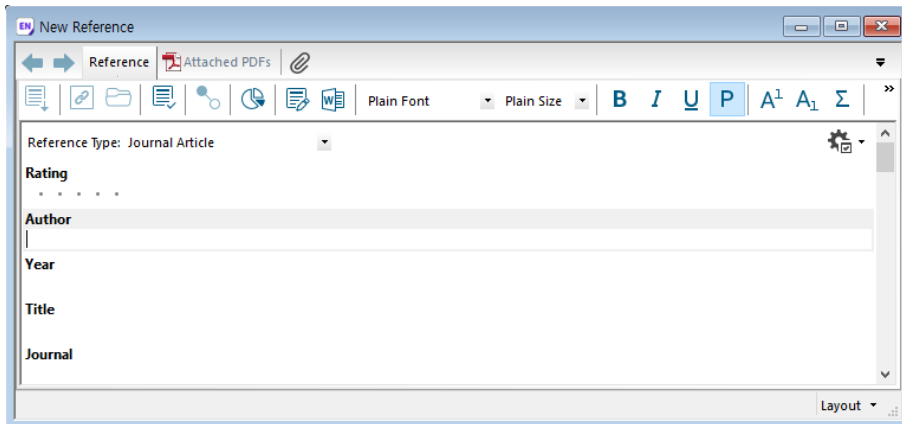 EN New Reference
Reference Attached PDFs
W Plain Font Plain Size B I U P A1 A1 Σ »
Reference Type: Journal Article
Rating
Author
Year
Title
Journal
Layout